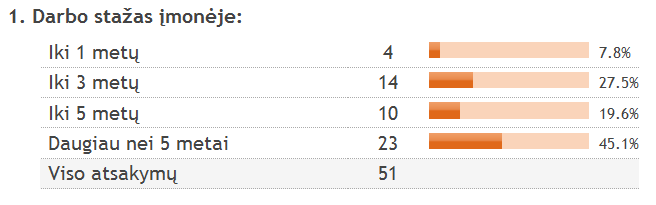 1. Darbo stažas įmonėje:
Iki 1 metų 4 7.8%
Iki 3 metų 14 27.5%
Iki 5 metų 10 19.6%
Daugiau nei 5 metai 23 45.1%
Viso atsakymų 51